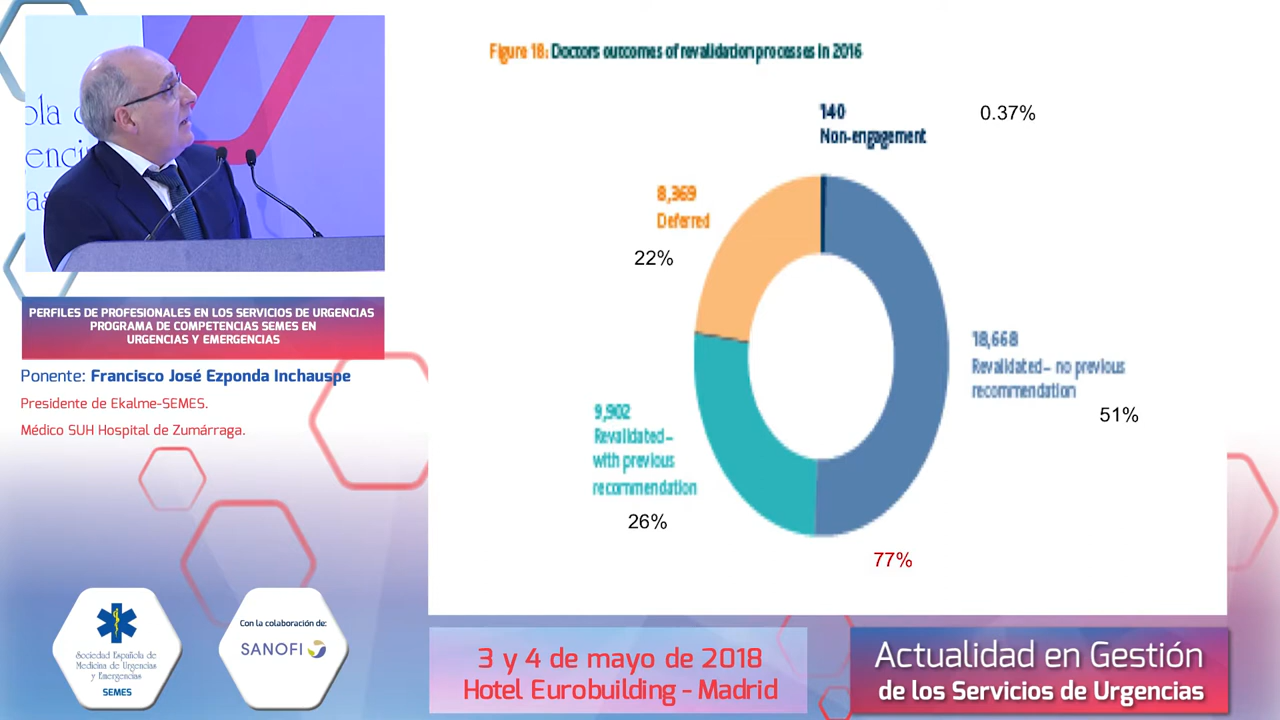 ola
enci
as
PERFILES DE PROFESIONALES EN LOS SERVICIOS DE URGENCIAS
PROGRAMA DE COMPETENCIAS SEMES EN
URGENCIAS Y EMERGENCIAS
Ponente: Francisco José Ezponda Inchauspe
Presidente de Ekalme-SEMES.
Médico SUH Hospital de Zumárraga.
Sociedad Española de
Medicina de Urgencias
y Emergencias
SEMES
Con la colaboración de:
SANOFI
Figure 18: Doctors outcomes of revalidation processes in 2016
140
Non-engagement
0.37%
8,369
Deferred
22%
18,668
Revalidated – no previous
recommendation
51%
9,902
Revalidated –
with previous
recommendation
26%
77%
3 y 4 de mayo de 2018
Hotel Eurobuilding - Madrid
Actualidad en Gestión
de los Servicios de Urgencias